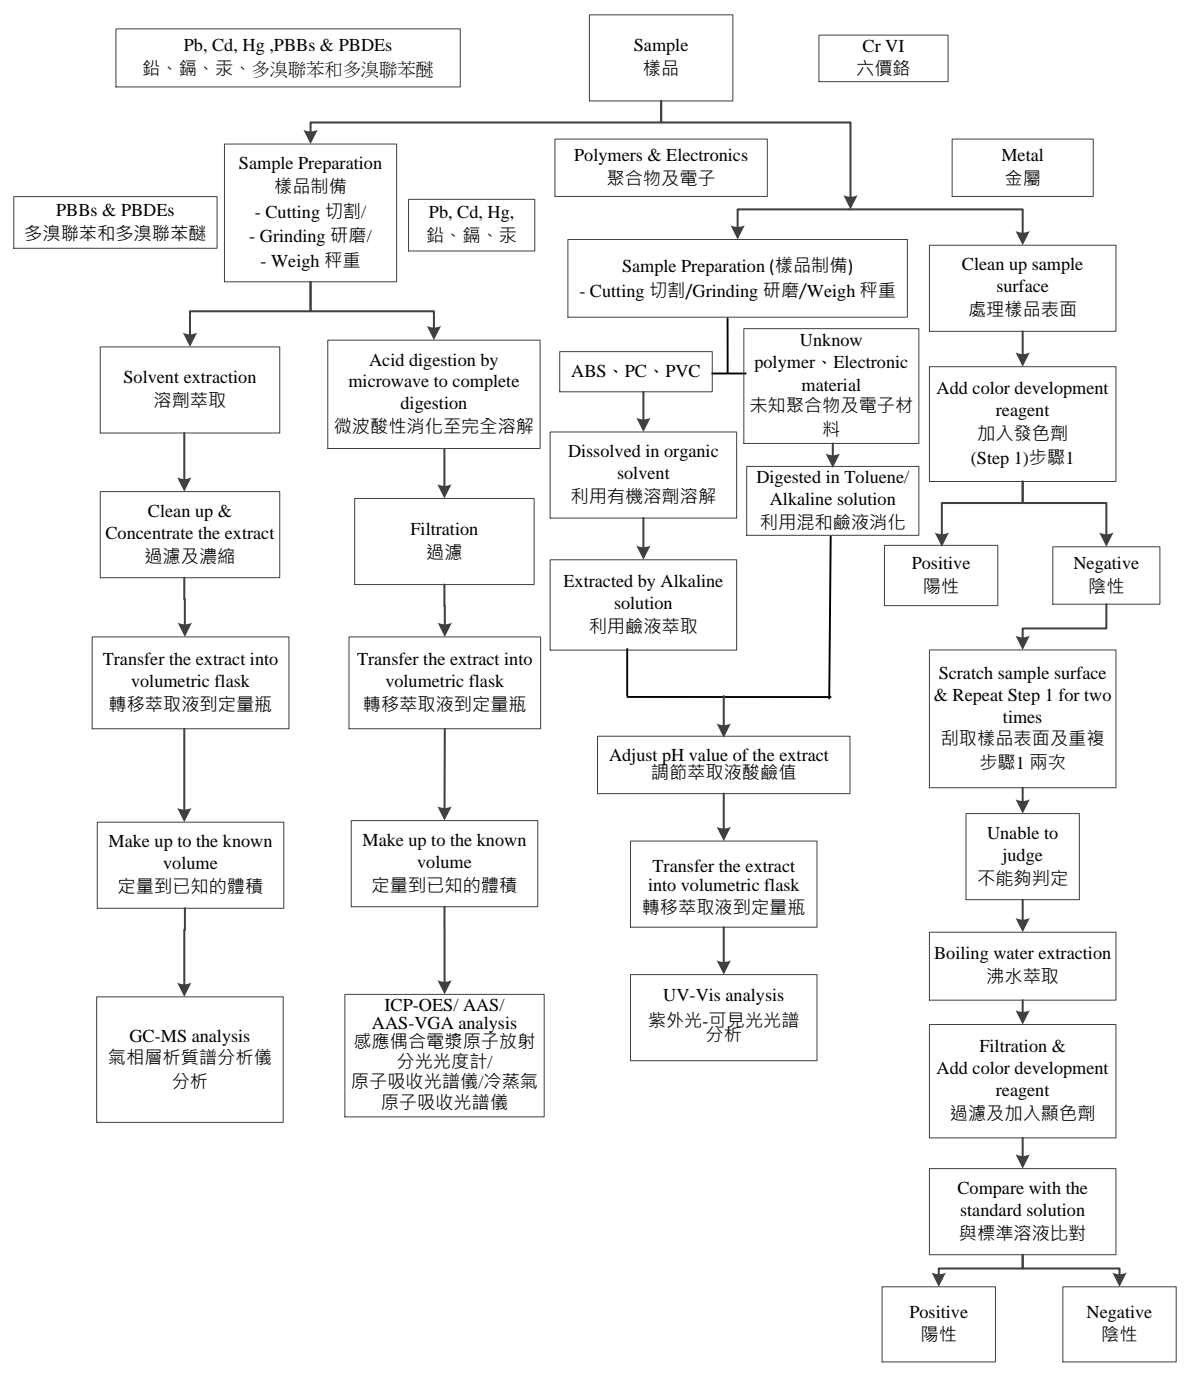 Pb, Cd, Hg ,PBBs & PBDEs
鉛、鎘、汞、多溴聯苯和多溴聯苯醚
Sample
樣品
Cr VI
六價鉻
Sample Preparation
樣品制備
- Cutting 切割/
- Grinding 研磨/
- Weigh 秤重
PBBs & PBDEs
多溴聯苯和多溴聯苯醚
Pb, Cd, Hg,
鉛、鎘、汞
Polymers & Electronics
聚合物及電子
Metal
金屬
Solvent extraction
溶劑萃取
Clean up &
Concentrate the extract
過濾及濃縮
Transfer the extract into
volumetric flask
轉移萃取液到定量瓶
Make up to the known
volume
定量到已知的體積
GC-MS analysis
氣相層析質譜分析儀
分析
Acid digestion by
microwave to complete
digestion
微波酸性消化至完全溶解
Filtration
過濾
Transfer the extract into
volumetric flask
轉移萃取液到定量瓶
Make up to the known
volume
定量到已知的體積
ICP-OES/ AAS/
AAS-VGA analysis
感應偶合電漿原子放射
分光光度計/
原子吸收光譜儀/冷蒸氣
原子吸收光譜儀
Sample Preparation (樣品制備)
- Cutting 切割/Grinding 研磨/Weigh 秤重
ABS、PC、PVC
Dissolved in organic
solvent
利用有機溶劑溶解
Extracted by Alkaline
solution
利用鹼液萃取
Unknow
polymer、Electronic
material
未知聚合物及電子材
料
Digested in Toluene/
Alkaline solution
利用混和鹼液消化
Adjust pH value of the extract
調節萃取液酸鹼值
Transfer the extract
into volumetric flask
轉移萃取液到定量瓶
UV-Vis analysis
紫外光-可見光光譜
分析
Clean up sample
surface
處理樣品表面
Add color development
reagent
加入發色劑
(Step 1)步驟1
Positive
陽性
Negative
陰性
Scratch sample surface
& Repeat Step 1 for two
times
刮取樣品表面及重複
步驟1 兩次
Unable to
judge
不能夠判定
Boiling water extraction
沸水萃取
Filtration &
Add color development
reagent
過濾及加入顯色劑
Compare with the
standard solution
與標準溶液比對
Positive
陽性
Negative
陰性